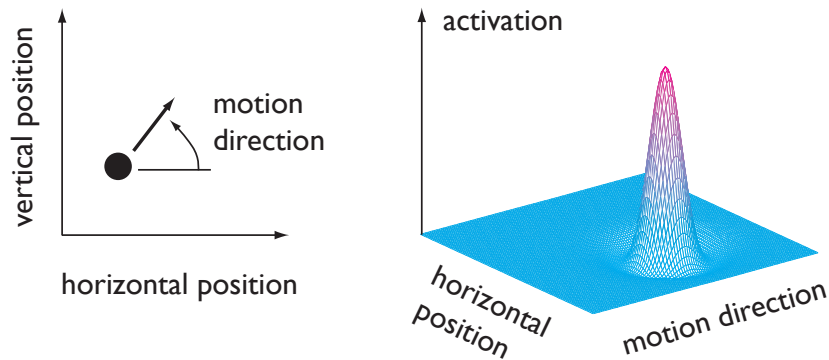 vertical position
motion
direction
horizontal position
activation
horizontal
position
motion direction